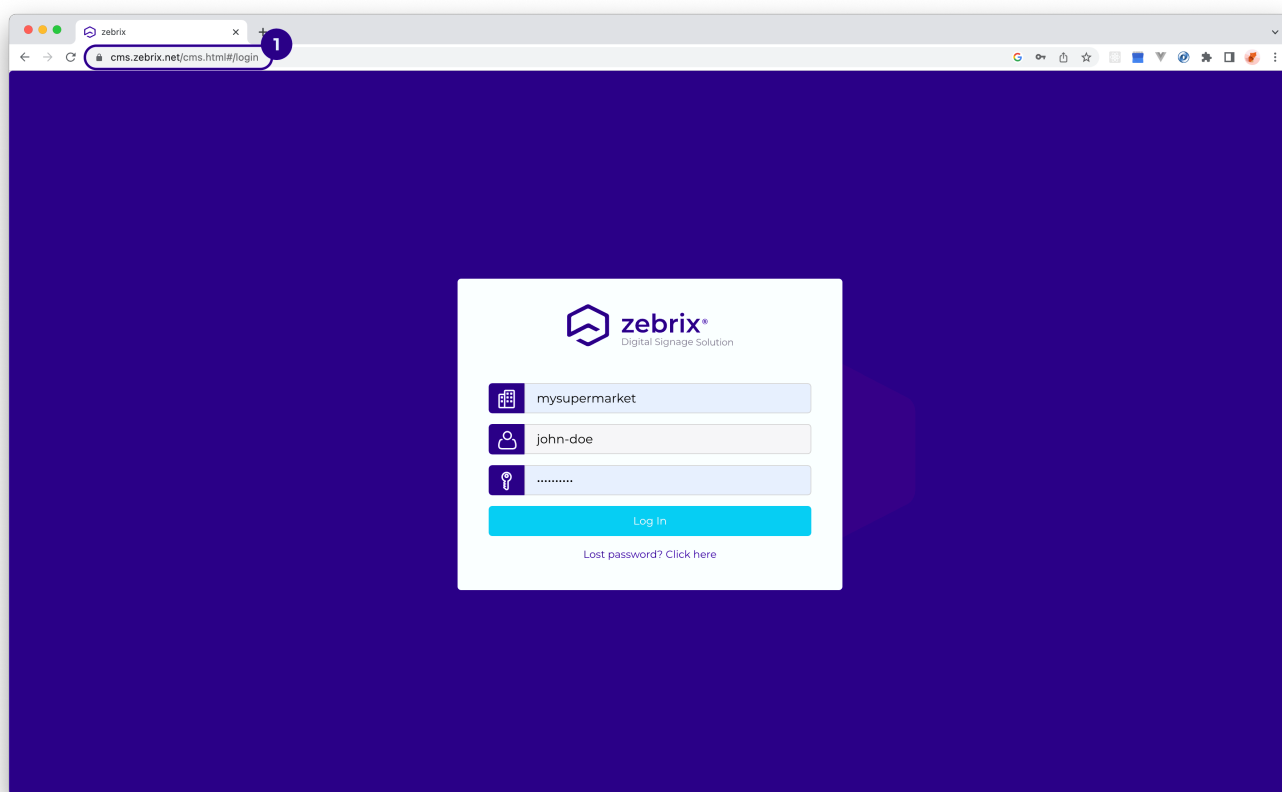 zebrix
1
cms.zebrix.net/cms.html#/login
zebrix®
Digital Signage Solution
mysupermarket
john-doe
··········
Log In
Lost password? Click here